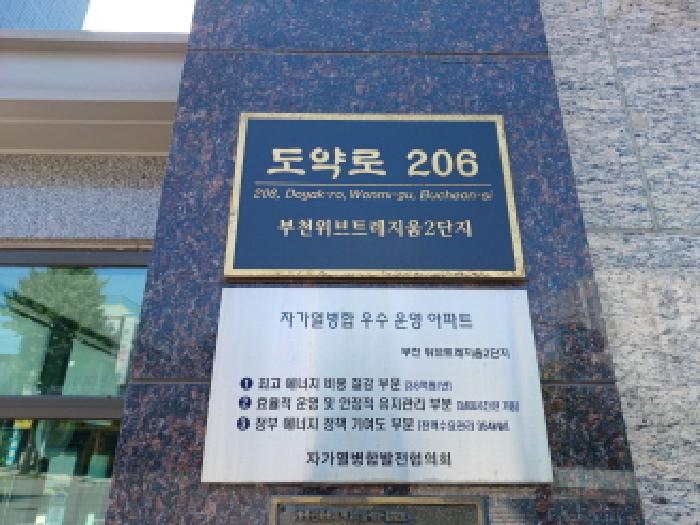 도약로 206
206, Doyak-ro, Wonmi-gu, Bucheon-si
부천위브트레지움2단지
자가열병합 우수 운영 아파트
부천 위브트레지움2단지
❶ 최고 에너지 비용 절감 부문
❷ 효율적 운영 및 안정적 유지관리 부분
❸ 정부 에너지 정책 기여도 부문
자가열병합발전협의회